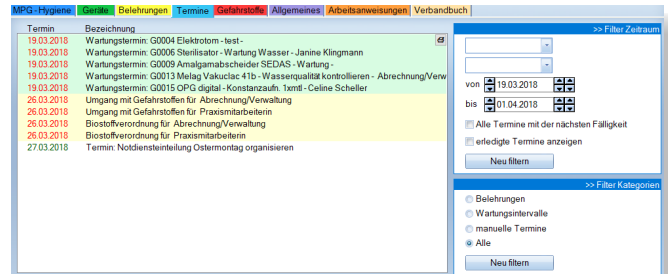 MPG-Hygiene Geräte Belehrungen Termine Gefahrstoffe Allgemeines Arbeitsanweisungen Verbandbuch
Termin Bezeichnung
19.03.2018 Wartungstermin: G0004 Elektrotom - test -
19.03.2018 Wartungstermin: G0006 Sterilisator - Wartung Wasser - Janine Klingmann
19.03.2018 Wartungstermin: G0009 Amalgamabscheider SEDAS - Wartung -
19.03.2018 Wartungstermin: G0013 Melag Vakuclac 41b - Wasserqualität kontrollieren - Abrechnung/Verw
19.03.2018 Wartungstermin: G0015 OPG digital - Konstanzaufn. 1xmtl - Celine Scheller
26.03.2018 Umgang mit Gefahrstoffen für Abrechnung/Verwaltung
26.03.2018 Umgang mit Gefahrstoffen für Praxismitarbeiterin
26.03.2018 Biostoffverordnung für Abrechnung/Verwaltung
26.03.2018 Biostoffverordnung für Praxismitarbeiterin
27.03.2018 Termin: Notdiensteinteilung Ostermontag organisieren
>> Filter Zeitraum
von 19.03.2018
bis 01.04.2018
Alle Termine mit der nächsten Fälligkeit
erledigte Termine anzeigen
Neu filtern
>> Filter Kategorien
Belehrungen
Wartungsintervalle
manuelle Termine
Alle
Neu filtern